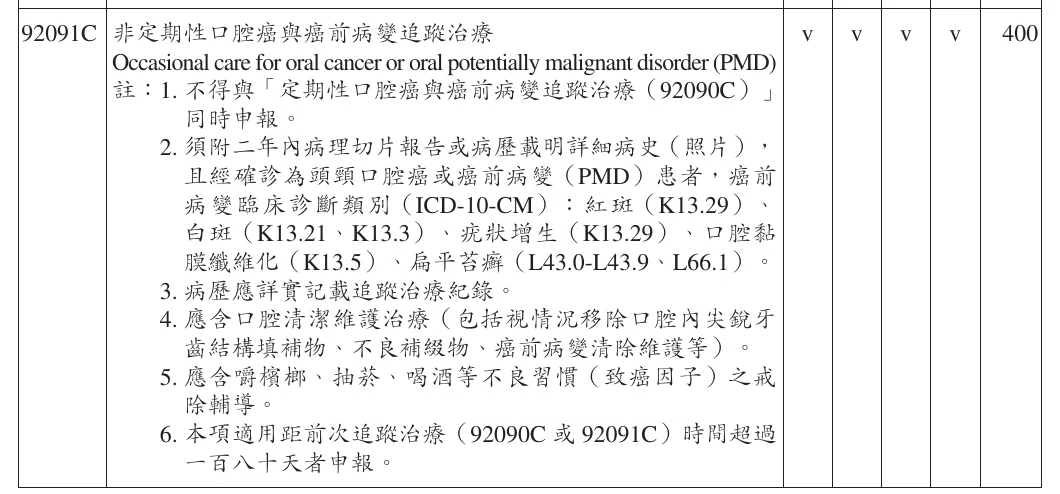 92091C 非定期性口腔癌與癌前病變追蹤治療 v v v v 400
Occasional care for oral cancer or oral potentially malignant disorder (PMD)
註：1. 不得與「定期性口腔癌與癌前病變追蹤治療（92090C）」
同時申報。
2. 須附二年內病理切片報告或病歷載明詳細病史（照片），
且經確診為頭頸口腔癌或癌前病變（PMD）患者，癌前
病變臨床診斷類別（ICD-10-CM）：紅斑（K13.29）、
白斑（K13.21、K13.3）、疣狀增生（K13.29）、口腔黏
膜纖維化（K13.5）、扁平苔癬（L43.0-L43.9、L66.1）。
3. 病歷應詳實記載追蹤治療紀錄。
4. 應含口腔清潔維護治療（包括視情況移除口腔內尖銳牙
齒結構填補物、不良補綴物、癌前病變清除維護等）。
5. 應含嚼檳榔、抽菸、喝酒等不良習慣（致癌因子）之戒
除輔導。
6. 本項適用距前次追蹤治療（92090C 或 92091C）時間超過
一百八十天者申報。